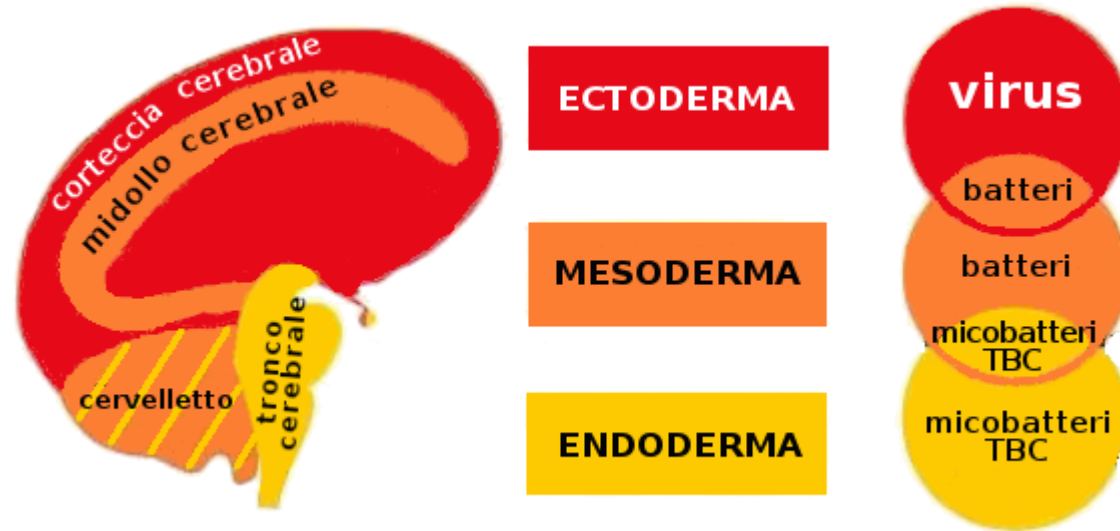 corteccia cerebrale
midollo cerebrale
cervelletto
tronco
cerebrale
ECTODERMA
MESODERMA
ENDODERMA
virus
batteri
batteri
micobatteri
TBC
micobatteri
TBC